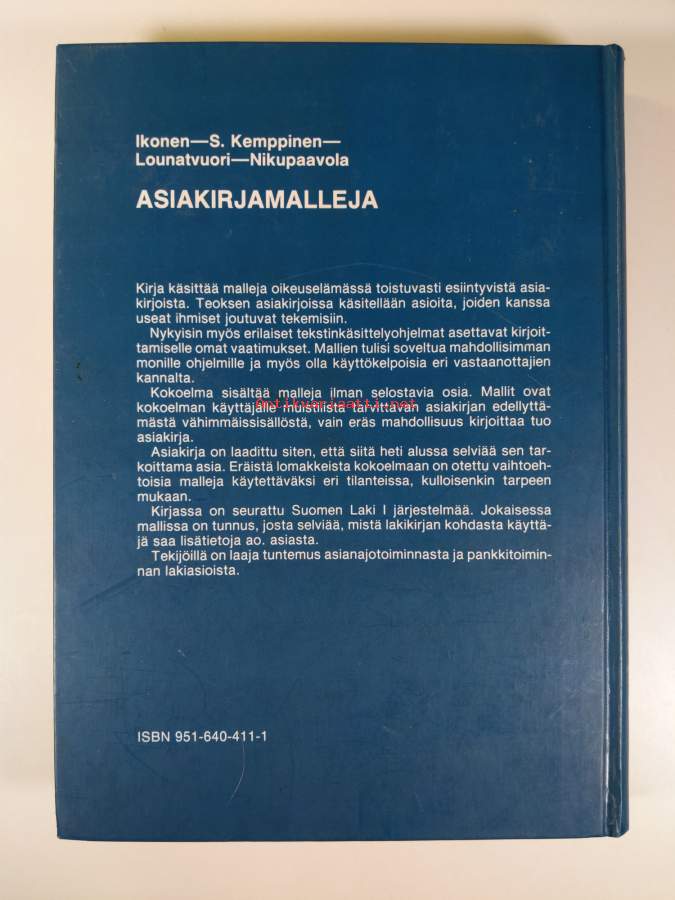 Ikonen—S. Kemppinen—
Lounatvuori—Nikupaavola
ASIAKIRJAMALLEJA
Kirja käsittää malleja oikeuselämässä toistuvasti esiintyvistä asia-
kirjoista. Teoksen asiakirjoissa käsitellään asioita, joiden kanssa
useat ihmiset joutuvat tekemisiin.
Nykyisin myös erilaiset tekstinkäsittelyohjelmat asettavat kirjoit-
tamiselle omat vaatimukset. Mallien tulisi soveltua mahdollisimman
monille ohjelmille ja myös olla käyttökelpoisia eri vastaanottajien
kannalta.
Kokoelma sisältää malleja ilman selostavia osia. Mallit ovat
kokoelman käyttäjälle muistilista tarvittavan asiakirjan edellyttä-
mästä vähimmäissisällöstä, vain eräs mahdollisuus kirjoittaa tuo
asiakirja.
Asiakirja on laadittu siten, että siitä heti alussa selviää sen tar-
koittama asia. Eräistä lomakkeista kokoelmaan on otettu vaihtoeh-
toisia malleja käytettäväksi eri tilanteissa, kulloisenkin tarpeen
mukaan.
Kirjassa on seurattu Suomen Laki I järjestelmää. Jokaisessa
mallissa on tunnus, josta selviää, mistä lakikirjan kohdasta käyttä-
jä saa lisätietoja ao. asiasta.
Tekijöillä on laaja tuntemus asianajotoiminnasta ja pankkitoimin-
nan lakiasioista.
ISBN 951-640-411-1
Antikvariaatti.net